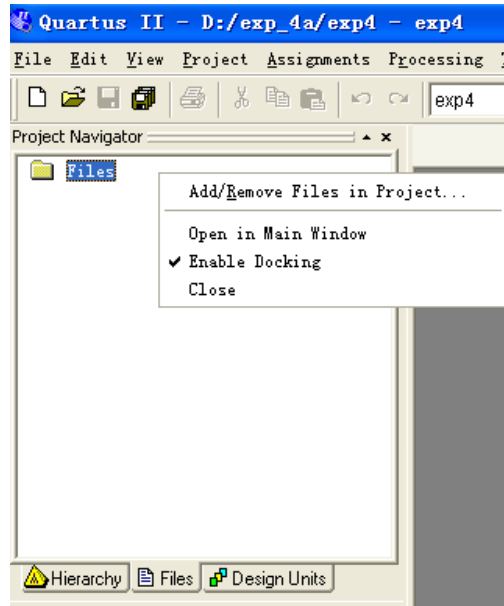 Quartus II - D:/exp_4a/exp4 - exp4
File Edit View Project Assignments Processing
exp4
Project Navigator
Files
Add/Remove Files in Project...
Open in Main Window
Enable Docking
Close
Hierarchy Files Design Units